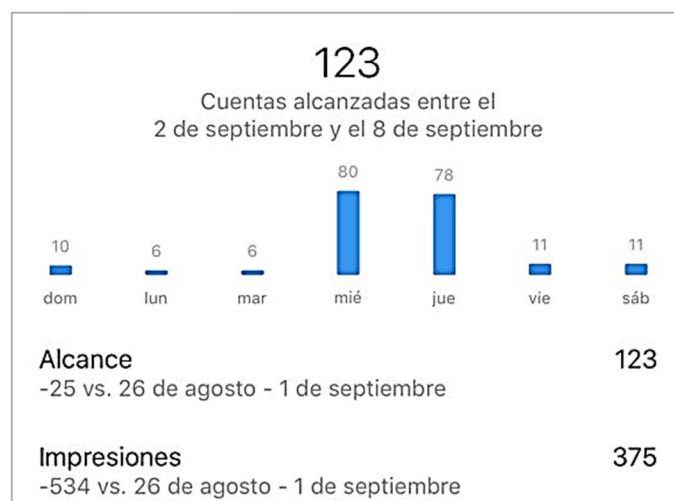 123
Cuentas alcanzadas entre el
2 de septiembre y el 8 de septiembre
10 6 6 80 78 11 11
dom lun mar mié jue vie sáb
Alcance 123
-25 vs. 26 de agosto - 1 de septiembre
Impresiones 375
-534 vs. 26 de agosto - 1 de septiembre